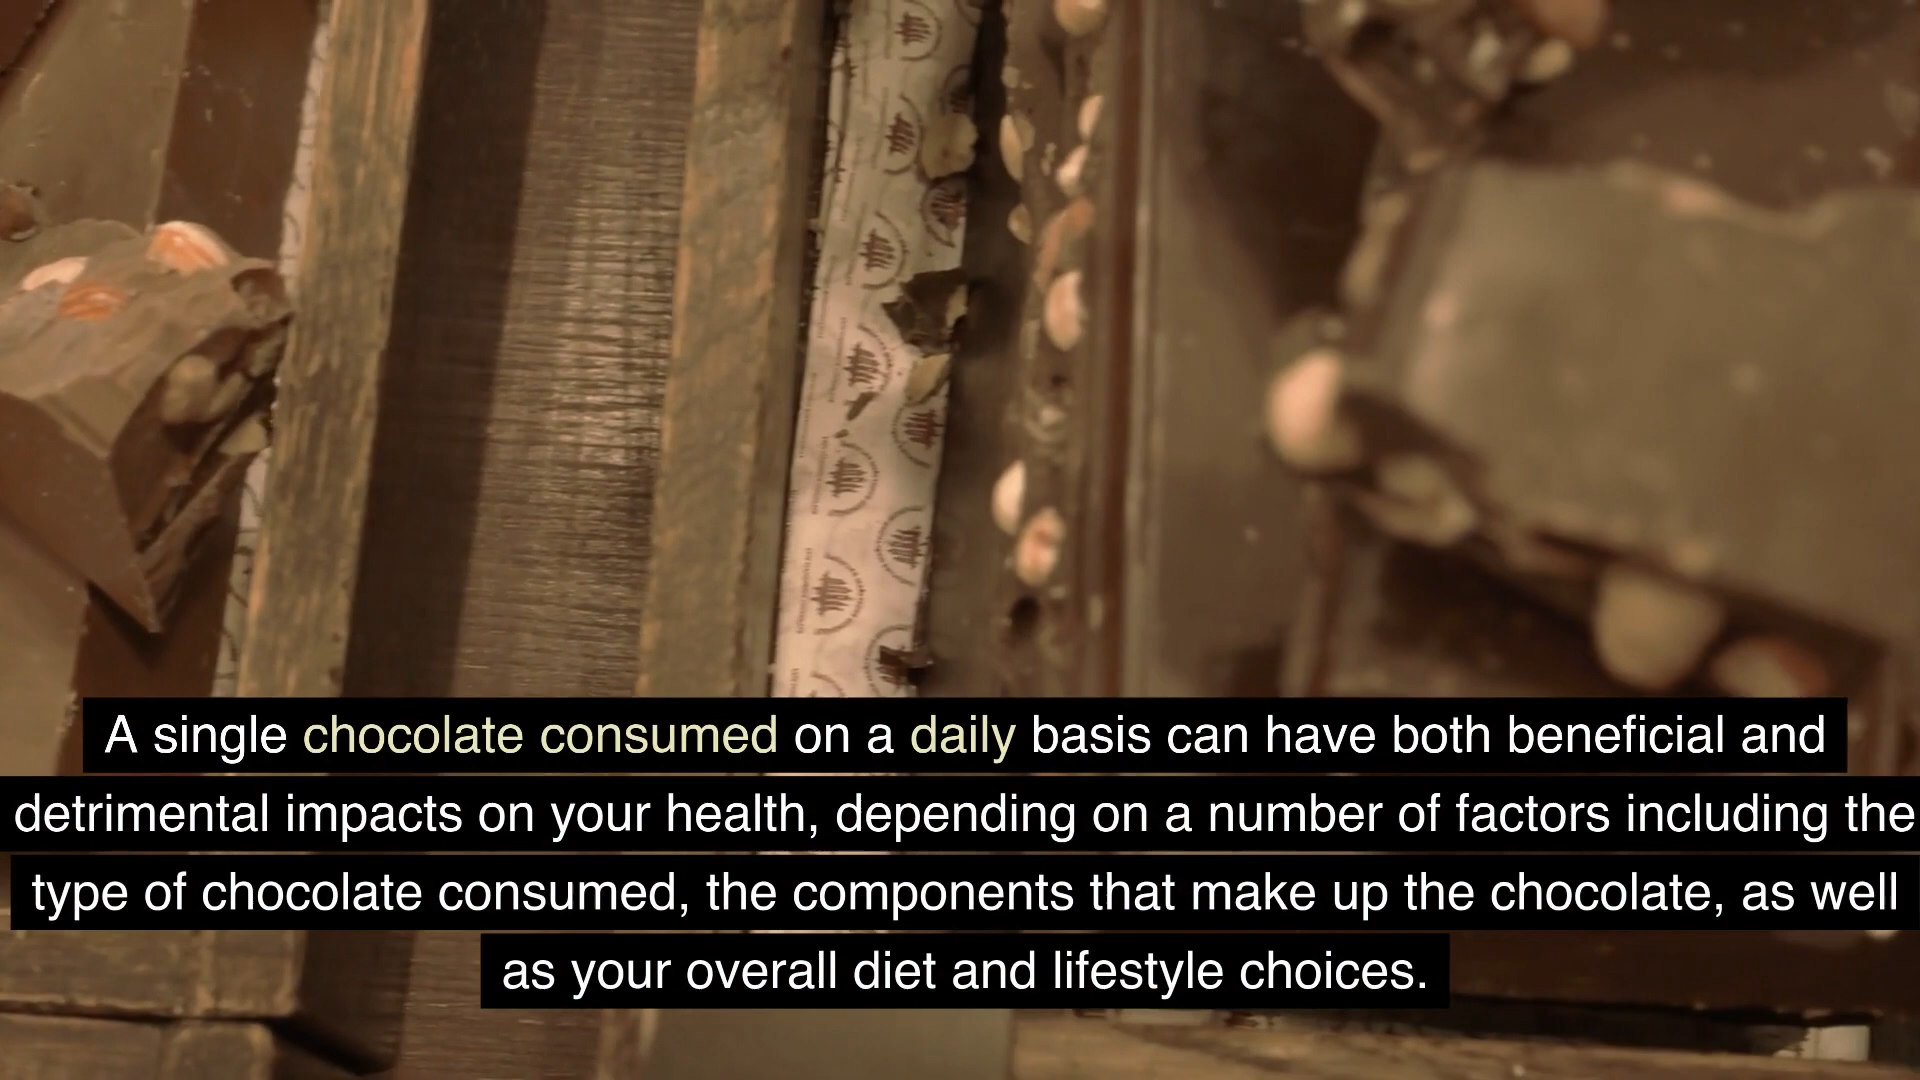 A single chocolate consumed on a daily basis can have both beneficial and
detrimental impacts on your health, depending on a number of factors including the
type of chocolate consumed, the components that make up the chocolate, as well
as your overall diet and lifestyle choices.